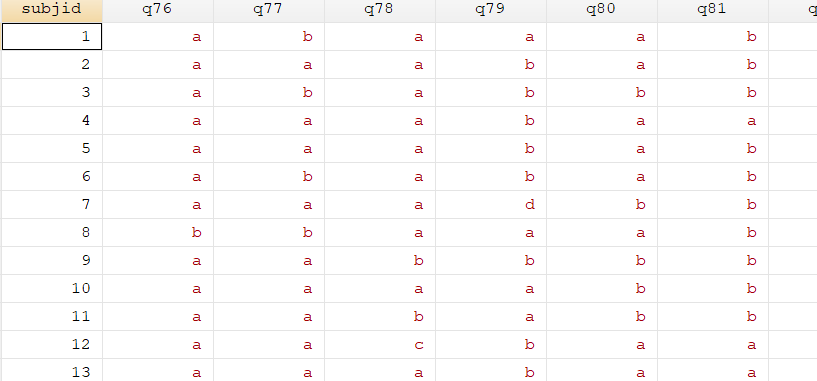 subjid q76 q77 q78 q79 q80 q81
1 a b a a a b
2 a a a b a b
3 a b a b b b
4 a a a b a a
5 a a a b a b
6 a b a b a b
7 a a a d b b
8 b b a a a b
9 a a b b b b
10 a a a a b b
11 a a b a b b
12 a a c b a a
13 a a a b a a